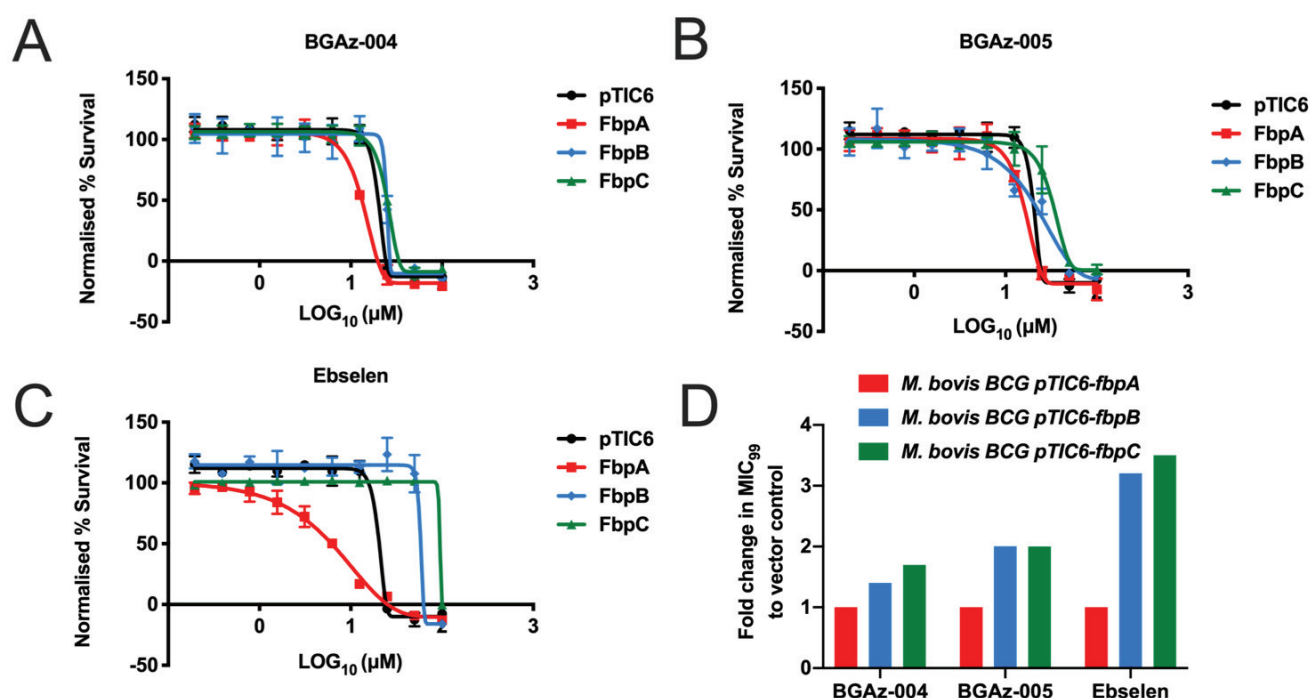 A
BGAz-004
Normalised % Survival
150
100
50
0
-50
0
1
2
3
LOG10 (µM)
pTIC6
FbpA
FbpB
FbpC
B
BGAz-005
Normalised % Survival
150
100
50
0
-50
0
1
2
3
LOG10 (µM)
pTIC6
FbpA
FbpB
FbpC
C
Ebselen
Normalised % Survival
150
100
50
0
-50
0
1
2
3
LOG10 (µM)
pTIC6
FbpA
FbpB
FbpC
D
M. bovis BCG pTIC6-fbpA
M. bovis BCG pTIC6-fbpB
M. bovis BCG pTIC6-fbpC
Fold change in MIC99
to vector control
4
3
2
1
0
BGAz-004
BGAz-005
Ebselen